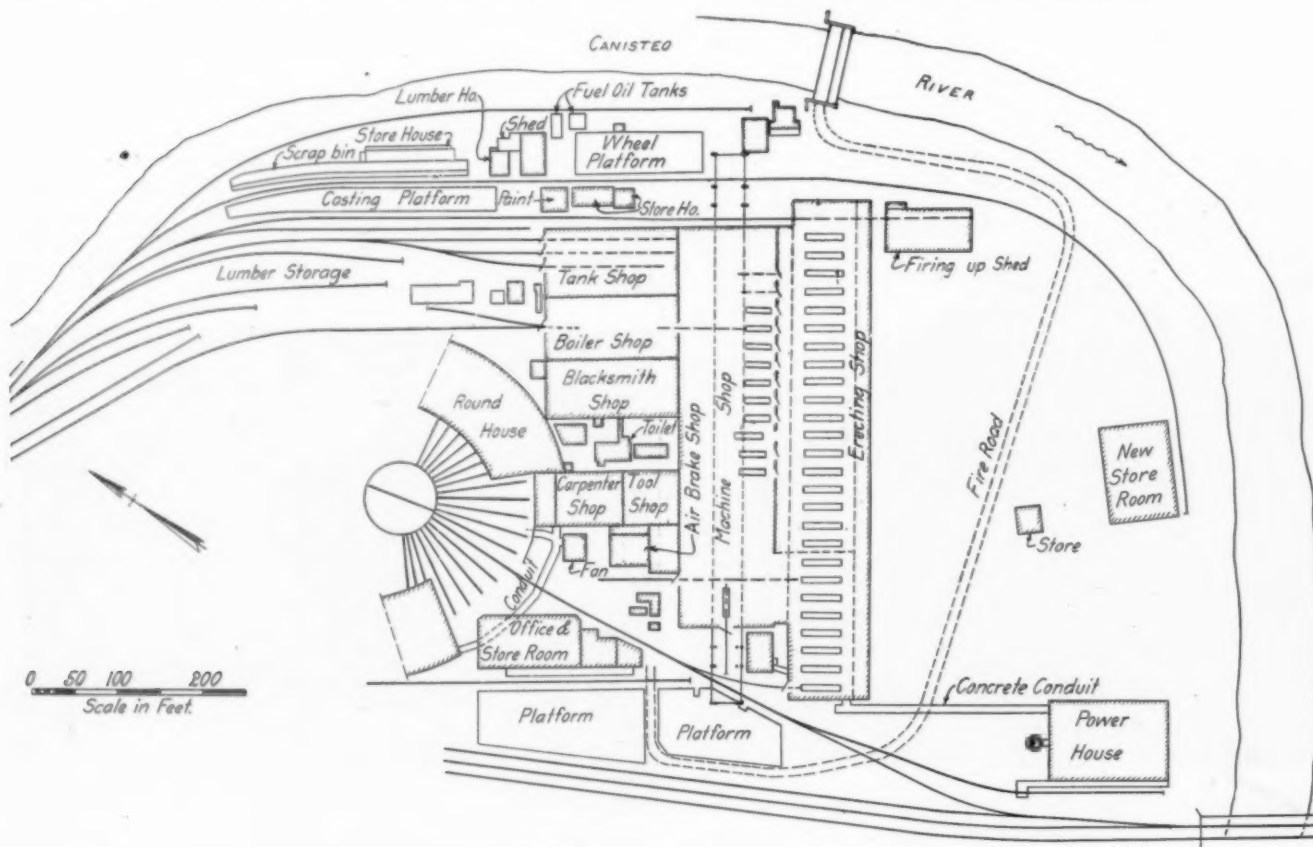 CANISTEO
RIVER
Lumber Ho.
Fuel Oil Tanks
Shed
Store House
Scrap bin
Wheel
Platform
Casting Platform
Paint
Store Ho.
Firing up Shed
Lumber Storage
Tank Shop
Boiler Shop
Blacksmith
Shop
Round
House
Toilet
Air Brake Shop
Machine Shop
Erecting Shop
Fire Road
New
Store
Room
Carpenter
Shop
Tool
Shop
Store
Fan
Conduit
Office &
Store Room
0 50 100 200
Scale in Feet.
Platform
Platform
Concrete Conduit
Power
House